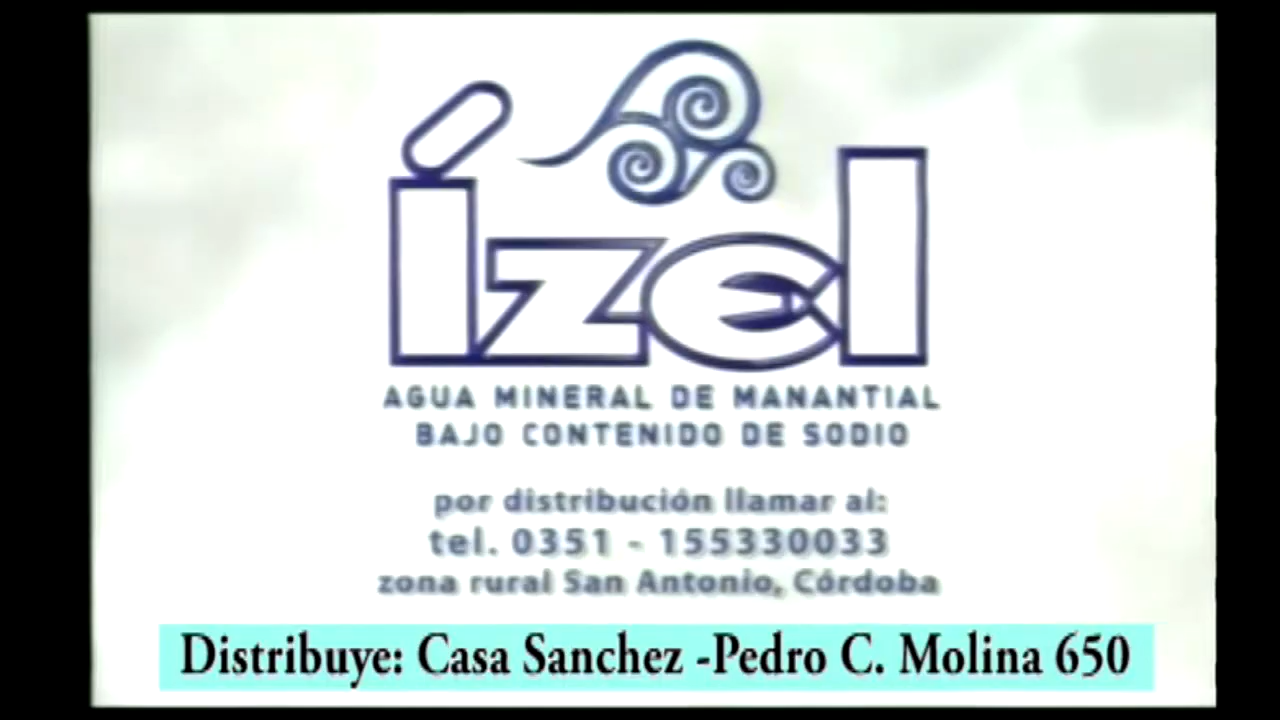 ízel
AGUA MINERAL DE MANANTIAL
BAJO CONTENIDO DE SODIO
por distribución llamar al:
tel. 0351 - 155330033
zona rural San Antonio, Córdoba
Distribuye: Casa Sanchez -Pedro C. Molina 650